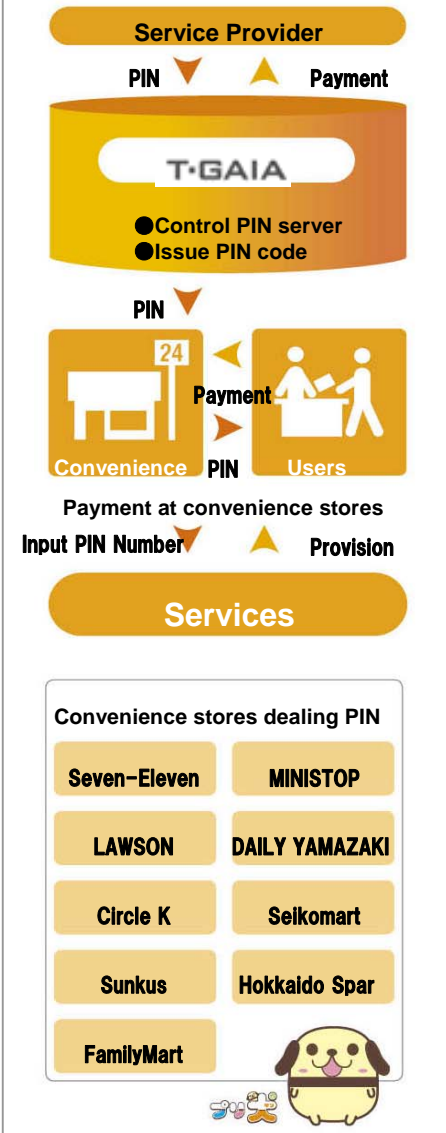 Service Provider
PIN Payment
T·GAIA
●Control PIN server
●Issue PIN code
PIN
24
Payment
Convenience PIN Users
Payment at convenience stores
Input PIN Number Provision
Services
Convenience stores dealing PIN
Seven-Eleven MINISTOP
LAWSON DAILY YAMAZAKI
Circle K Seikomart
Sunkus Hokkaido Spar
FamilyMart